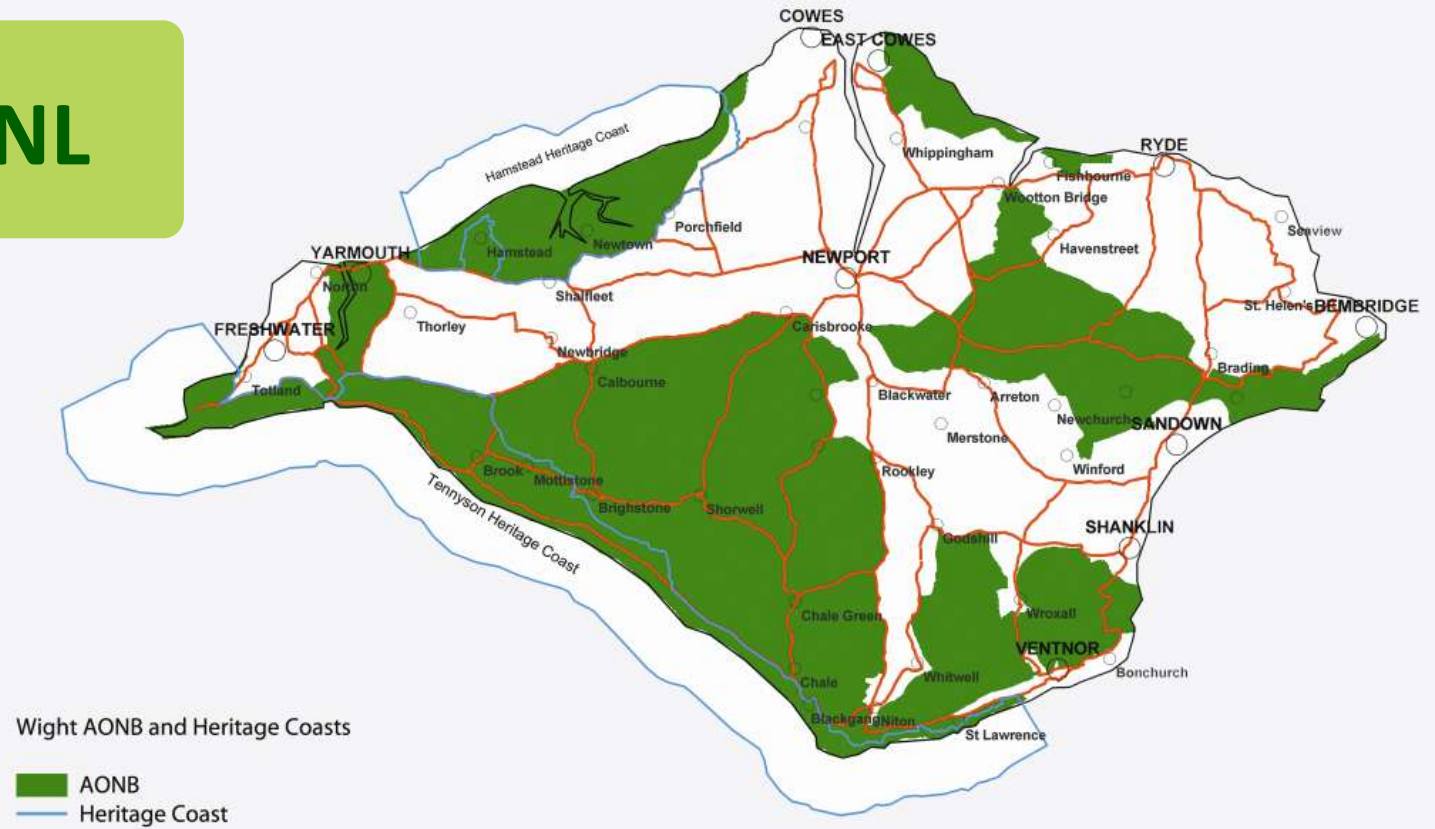 NL
COWES
EAST COWES
Whippingham
RYDE
Fishbourne
Wootton Bridge
Hamstead Heritage Coast
Porchfield
Seaview
Hamstead
Newtown
Havenstreet
YARMOUTH
NEWPORT
Norton
Shalfleet
St. Helen's
BEMBRIDGE
FRESHWATER
Thorley
Carisbrooke
Newbridge
Brading
Totland
Calbourne
Blackwater
Arreton
Newchurch
SANDOWN
Merstone
Brook
Mottistone
Rookley
Winford
Tennyson Heritage Coast
Brighstone
Shorwell
SHANKLIN
Godshill
Chale Green
Wroxall
VENTNOR
Chale
Whitwell
Bonchurch
Blackgang
Niton
St Lawrence
Wight AONB and Heritage Coasts
AONB
Heritage Coast